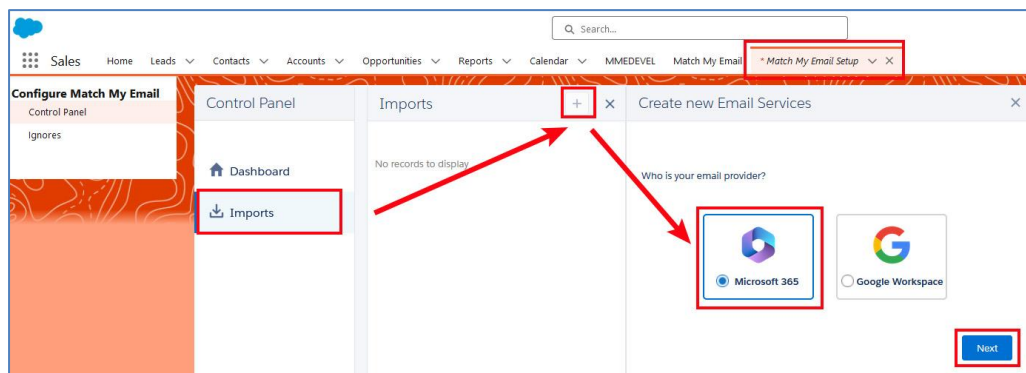 Search...
Sales Home Leads Contacts Accounts Opportunities Reports Calendar MMEDEVEL Match My Email * Match My Email Setup
Configure Match My Email
Control Panel
Ignores
Control Panel
Dashboard
Imports
Imports
No records to display
Create new Email Services
Who is your email provider?
Microsoft 365
Google Workspace
Next